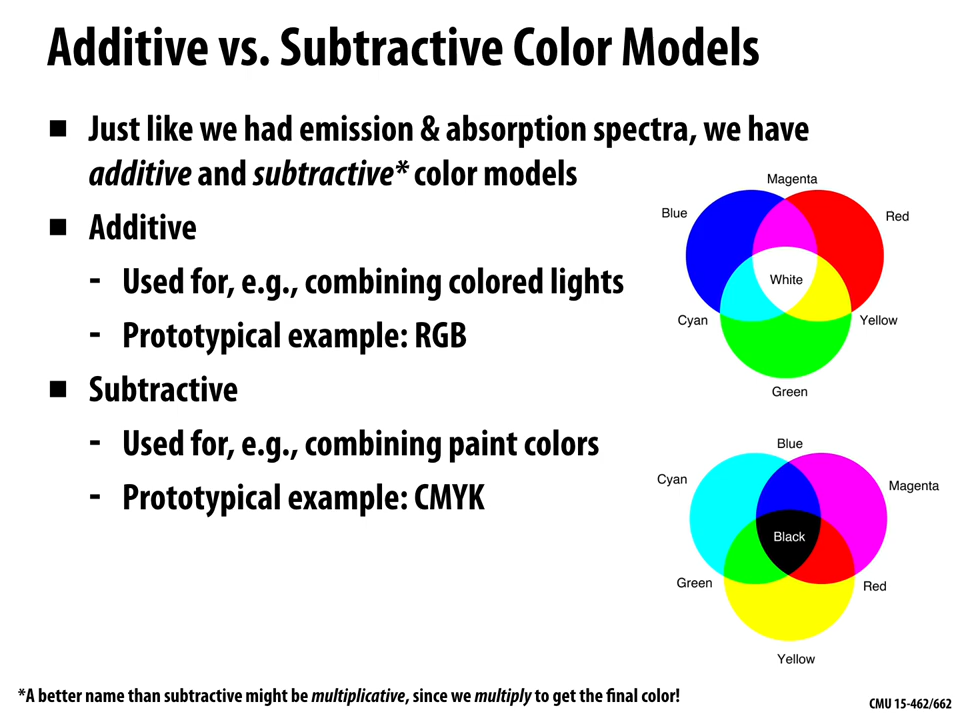 Additive vs. Subtractive Color Models
■ Just like we had emission & absorption spectra, we have
additive and subtractive* color models
■ Additive
- Used for, e.g., combining colored lights
- Prototypical example: RGB
■ Subtractive
- Used for, e.g., combining paint colors
- Prototypical example: CMYK
Magenta
Blue
Red
White
Cyan
Yellow
Green
Blue
Cyan
Magenta
Black
Green
Red
Yellow
*A better name than subtractive might be multiplicative, since we multiply to get the final color!
CMU 15-462/662